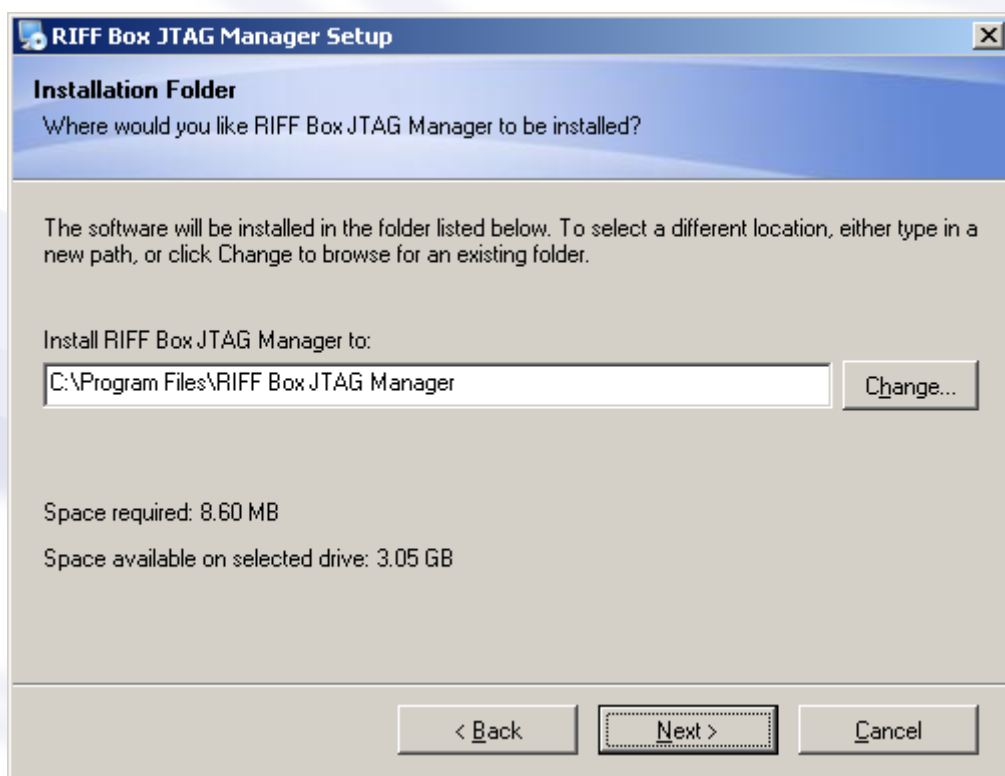 RIFF Box JTAG Manager Setup
Installation Folder
Where would you like RIFF Box JTAG Manager to be installed?
The software will be installed in the folder listed below. To select a different location, either type in a
new path, or click Change to browse for an existing folder.
Install RIFF Box JTAG Manager to:
C:\Program Files\RIFF Box JTAG Manager
Change...
Space required: 8.60 MB
Space available on selected drive: 3.05 GB
< Back Next > Cancel